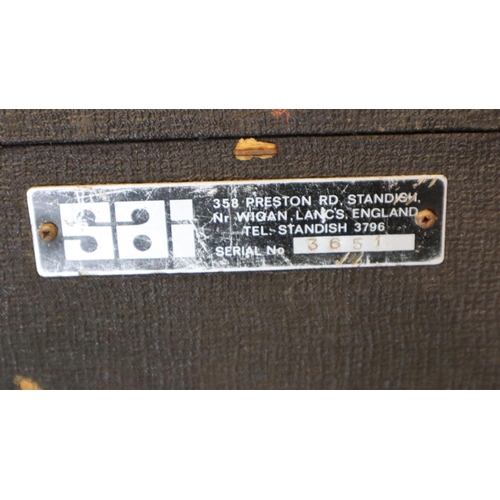 sai
358 PRESTON RD, STANDISH,
Nr WIGAN, LANCS, ENGLAND
TEL. STANDISH 3796
SERIAL No 3651